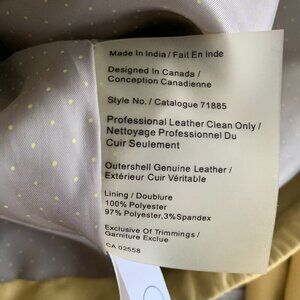 Made In India / Fait En Inde
Designed In Canada /
Conception Canadienne
Style No. / Catalogue 71885
Professional Leather Clean Only /
Nettoyage Professionnel Du
Cuir Seulement
Outershell Genuine Leather /
Extérieur Cuir Véritable
Lining / Doublure
100% Polyester
97% Polyester,3%Spandex
Exclusive Of Trimmings /
Garniture Exclue
CA 02558